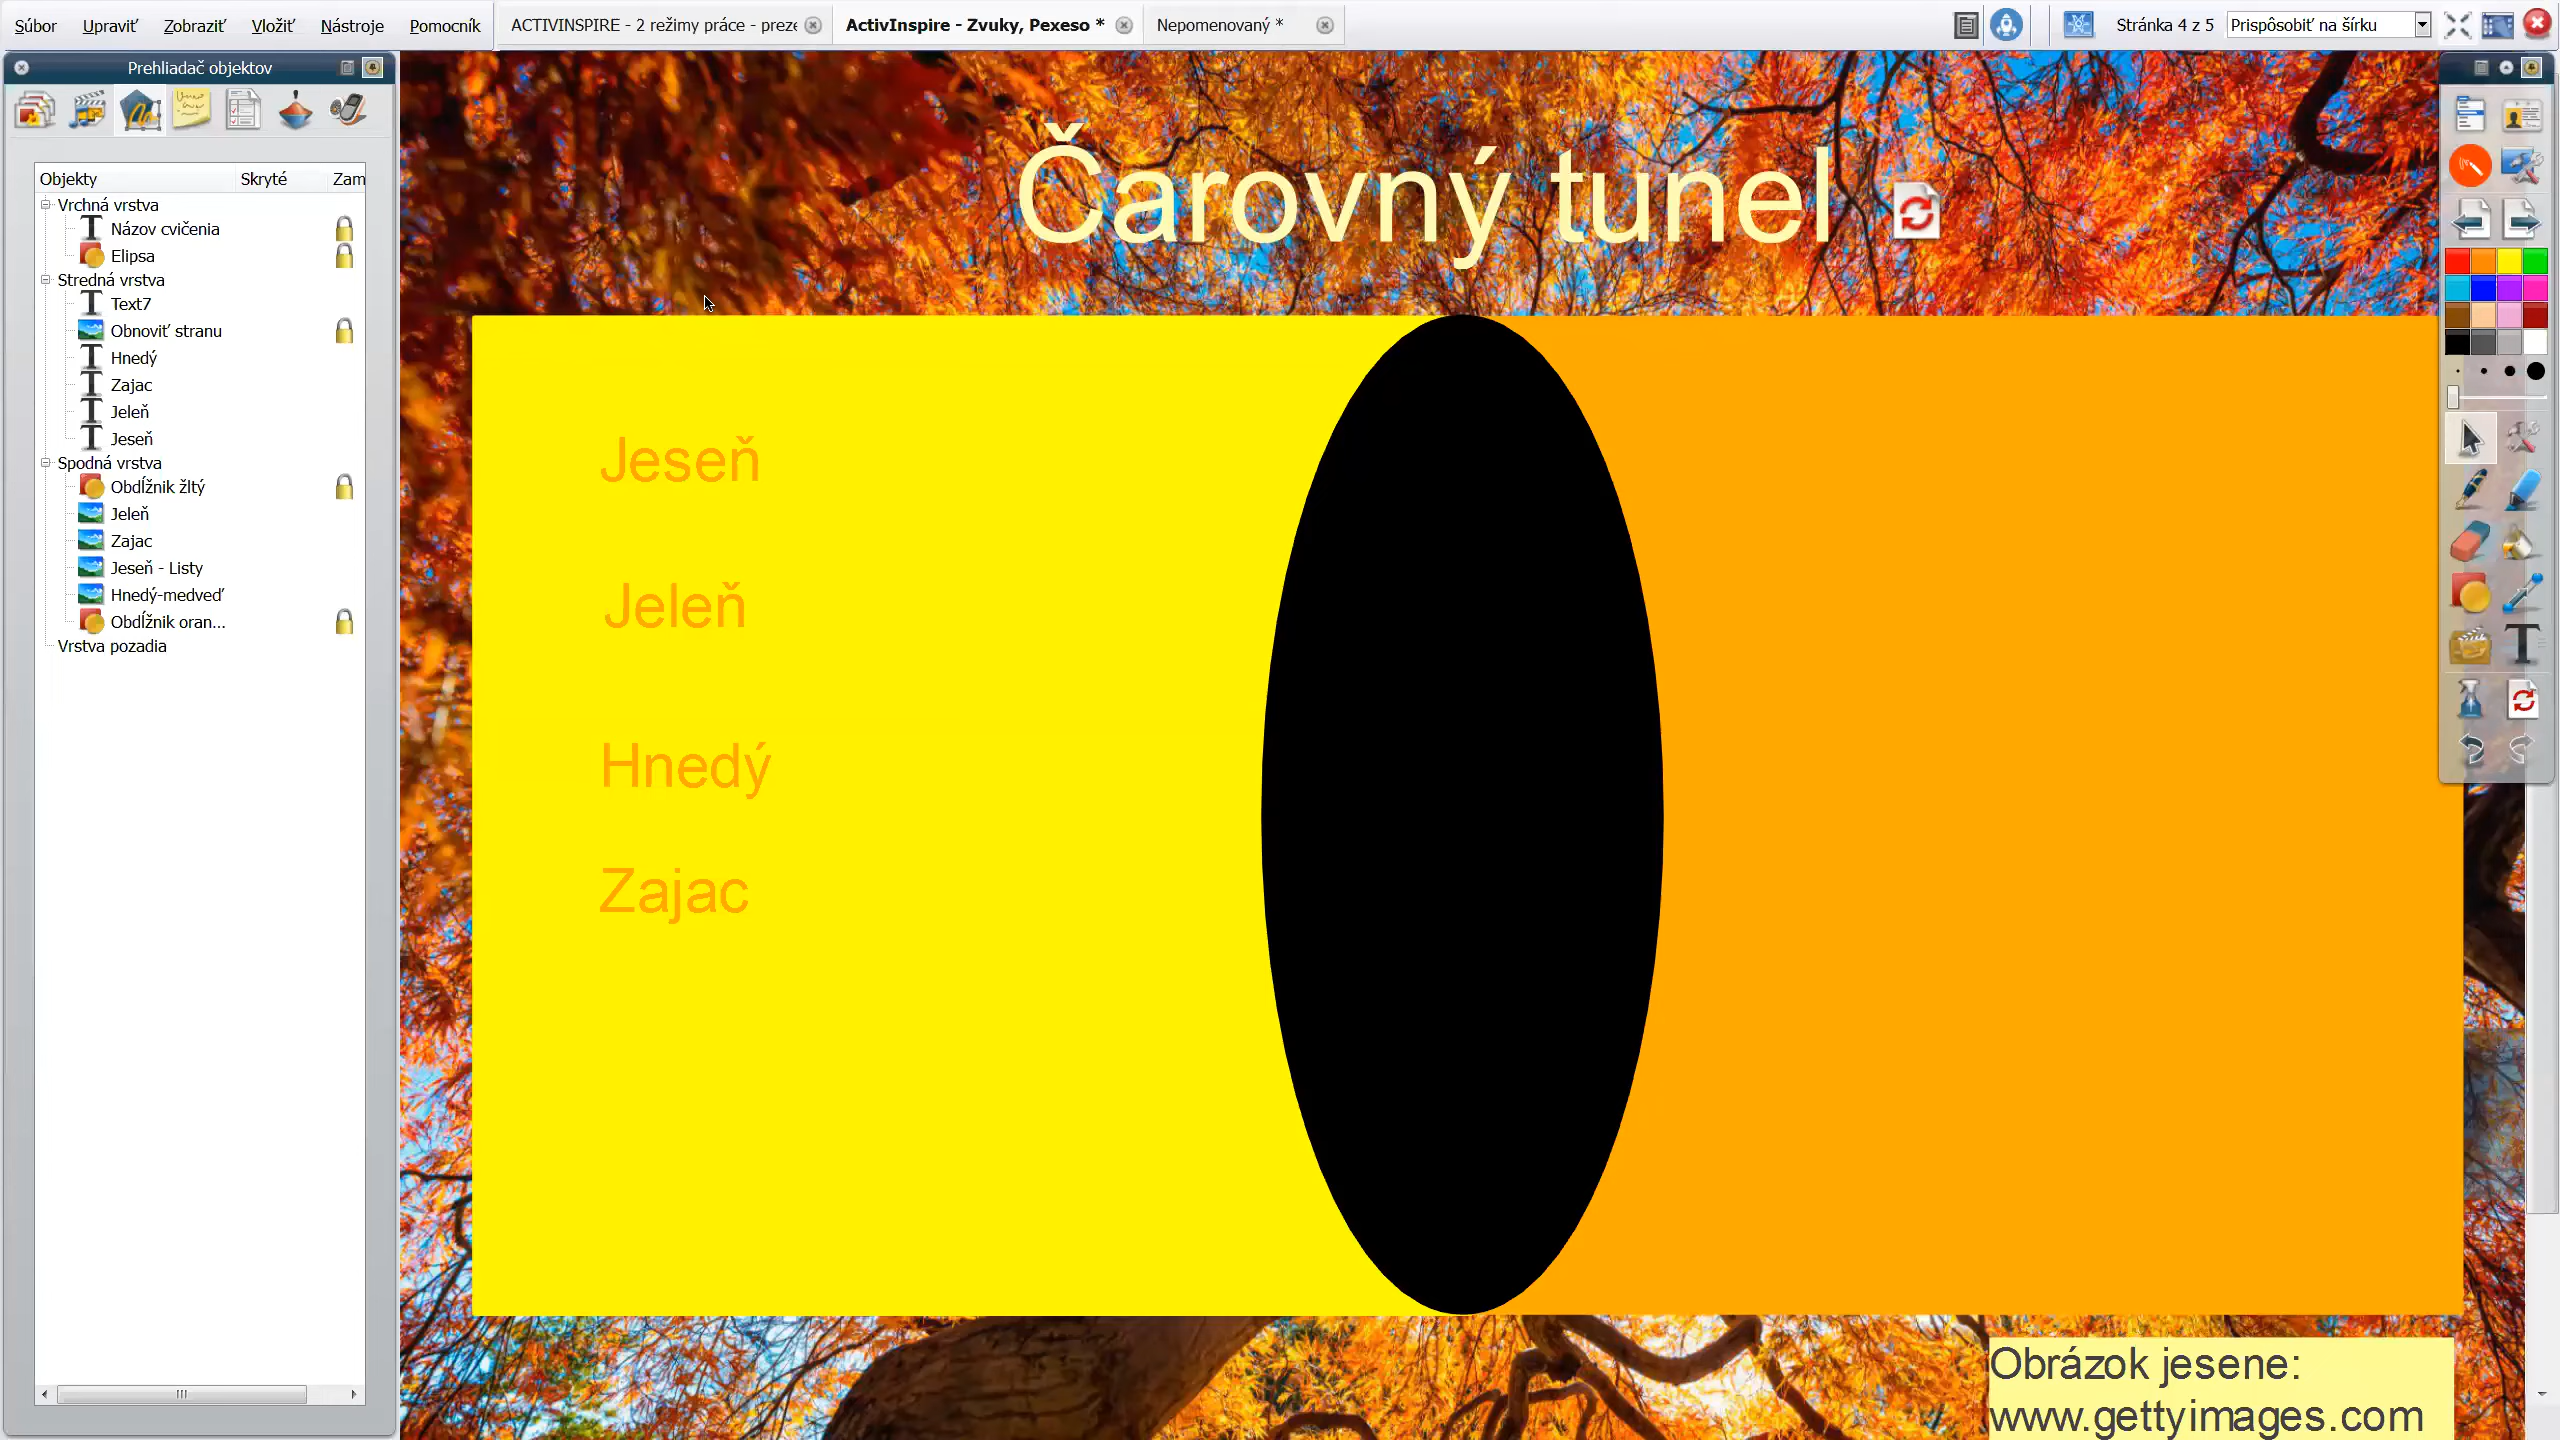 Súbor Upraviť Zobraziť Vložiť Nástroje Pomocník
ACTIVINSPIRE - 2 režimy práce - preze
ActivInspire - Zvuky, Pexeso *
Nepomenovaný *
Stránka 4 z 5
Prispôsobiť na šírku
Prehliadač objektov
Objekty Skryté Zam
Vrchná vrstva
Názov cvičenia
Elipsa
Stredná vrstva
Text7
Obnoviť stranu
Hnedý
Zajac
Jeleň
Jeseň
Spodná vrstva
Obdĺžnik žltý
Jeleň
Zajac
Jeseň - Listy
Hnedý-medveď
Obdĺžnik oran...
Vrstva pozadia
Čarovný tunel
Jeseň
Jeleň
Hnedý
Zajac
Obrázok jesene:
www.gettyimages.com